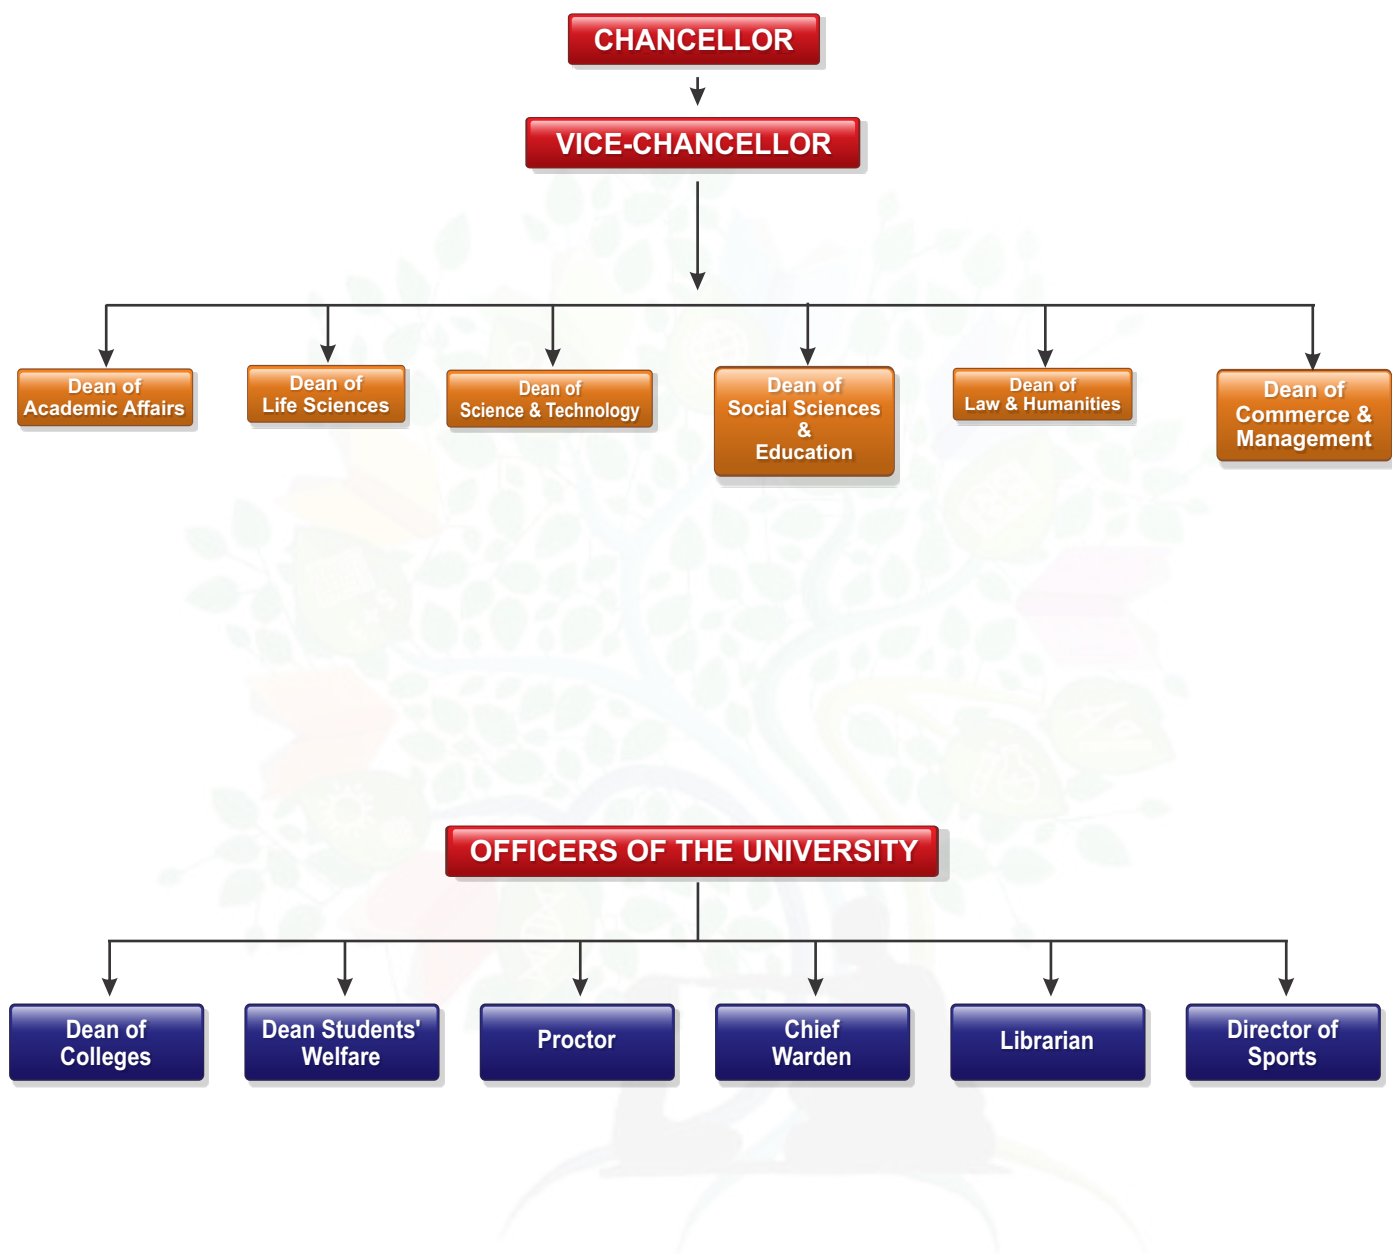 CHANCELLOR
VICE-CHANCELLOR
Dean of
Academic Affairs
Dean of
Life Sciences
Dean of
Science & Technology
Dean of
Social Sciences
&
Education
Dean of
Law & Humanities
Dean of
Commerce &
Management
OFFICERS OF THE UNIVERSITY
Dean of
Colleges
Dean Students'
Welfare
Proctor
Chief
Warden
Librarian
Director of
Sports